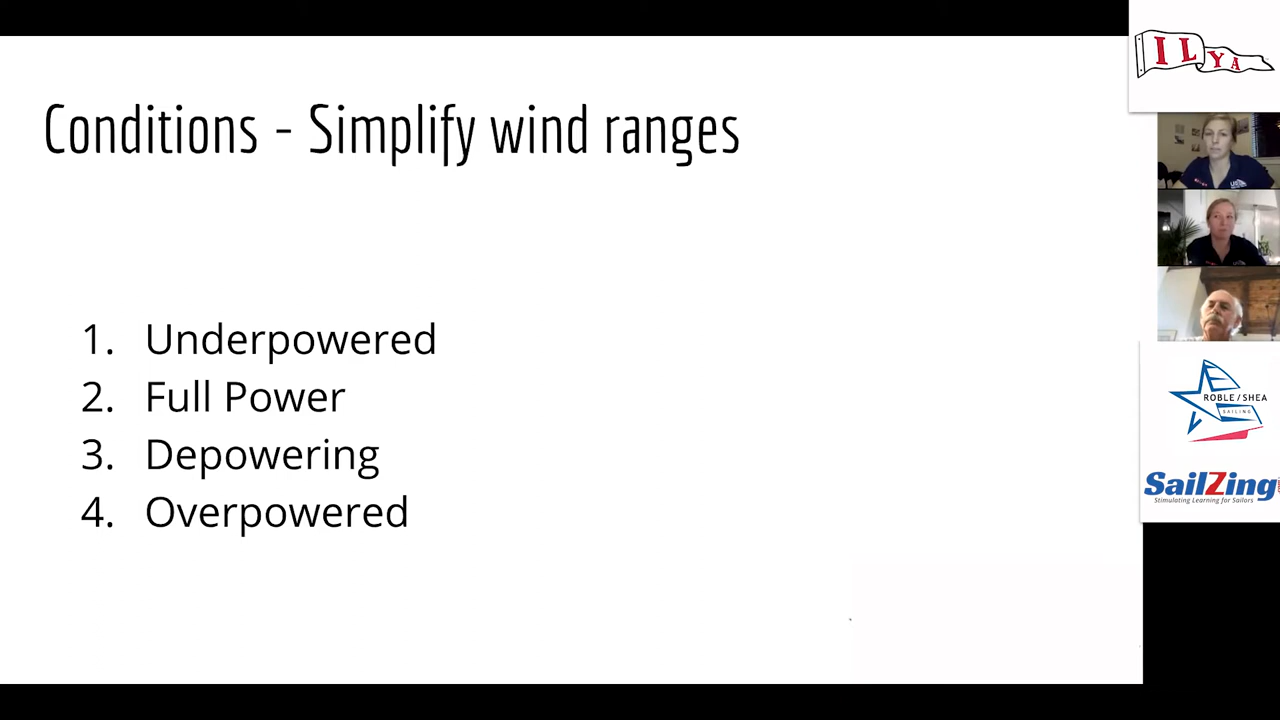 Conditions - Simplify wind ranges
1. Underpowered
2. Full Power
3. Depowering
4. Overpowered
ILYA
ROBLE/SHEA
SAILING
SailZing
Stimulating Learning for Sailors